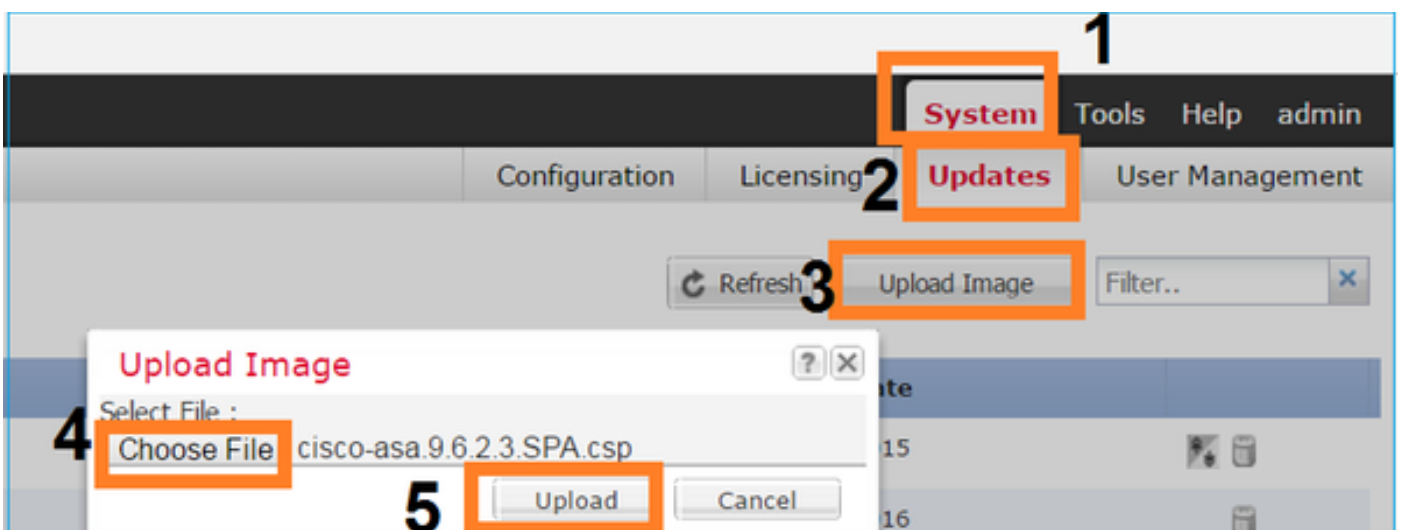 1
System Tools Help admin
Configuration Licensing 2 Updates User Management
Refresh 3 Upload Image Filter..
Upload Image ?
Select File :
4 Choose File cisco-asa.9.6.2.3.SPA.csp
5 Upload Cancel
15
16